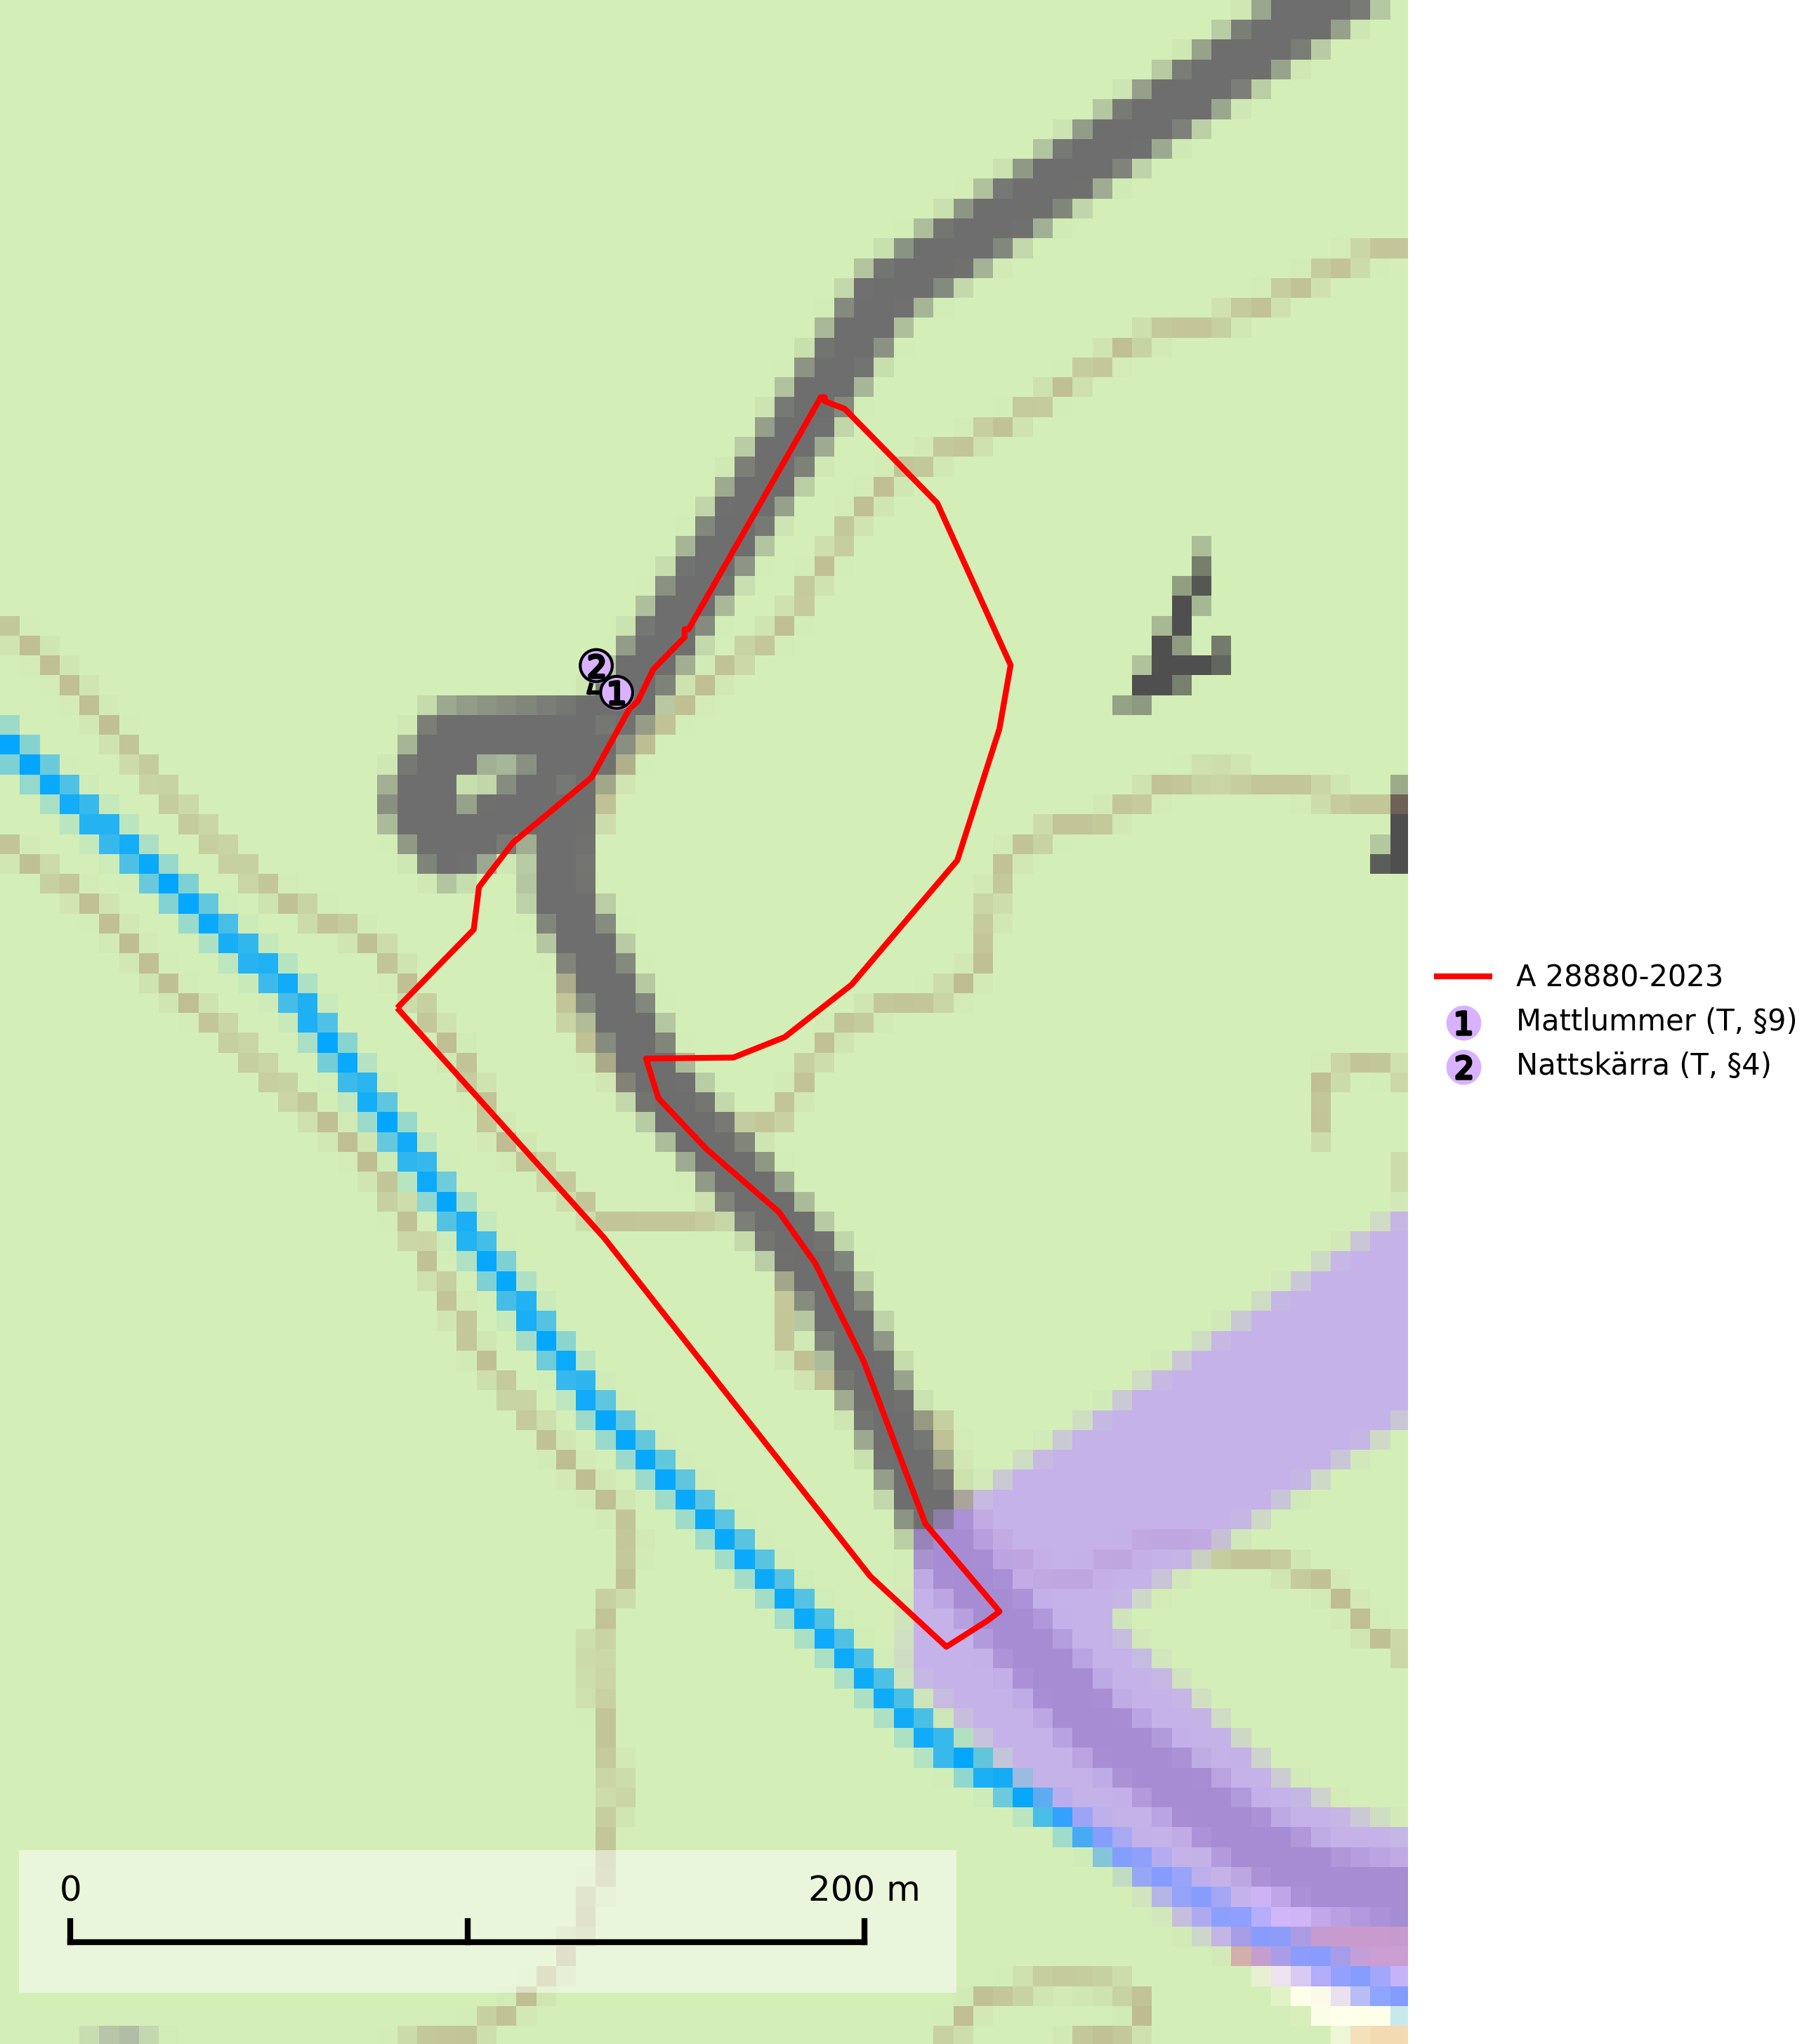 2
1
A 28880-2023
1 Mattlummer (T, §9)
2 Nattskärra (T, §4)
0 200 m